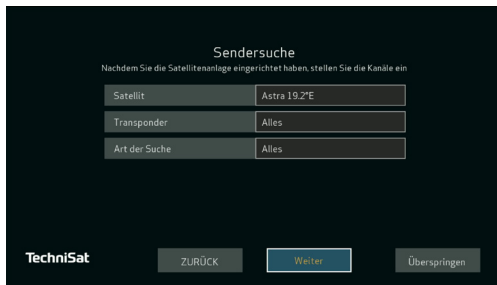 Sendersuche
Nachdem Sie die Satellitenanlage eingerichtet haben, stellen Sie die Kanäle ein
Satellit Astra 19.2°E
Transponder Alles
Art der Suche Alles
TechniSat ZURÜCK Weiter Überspringen